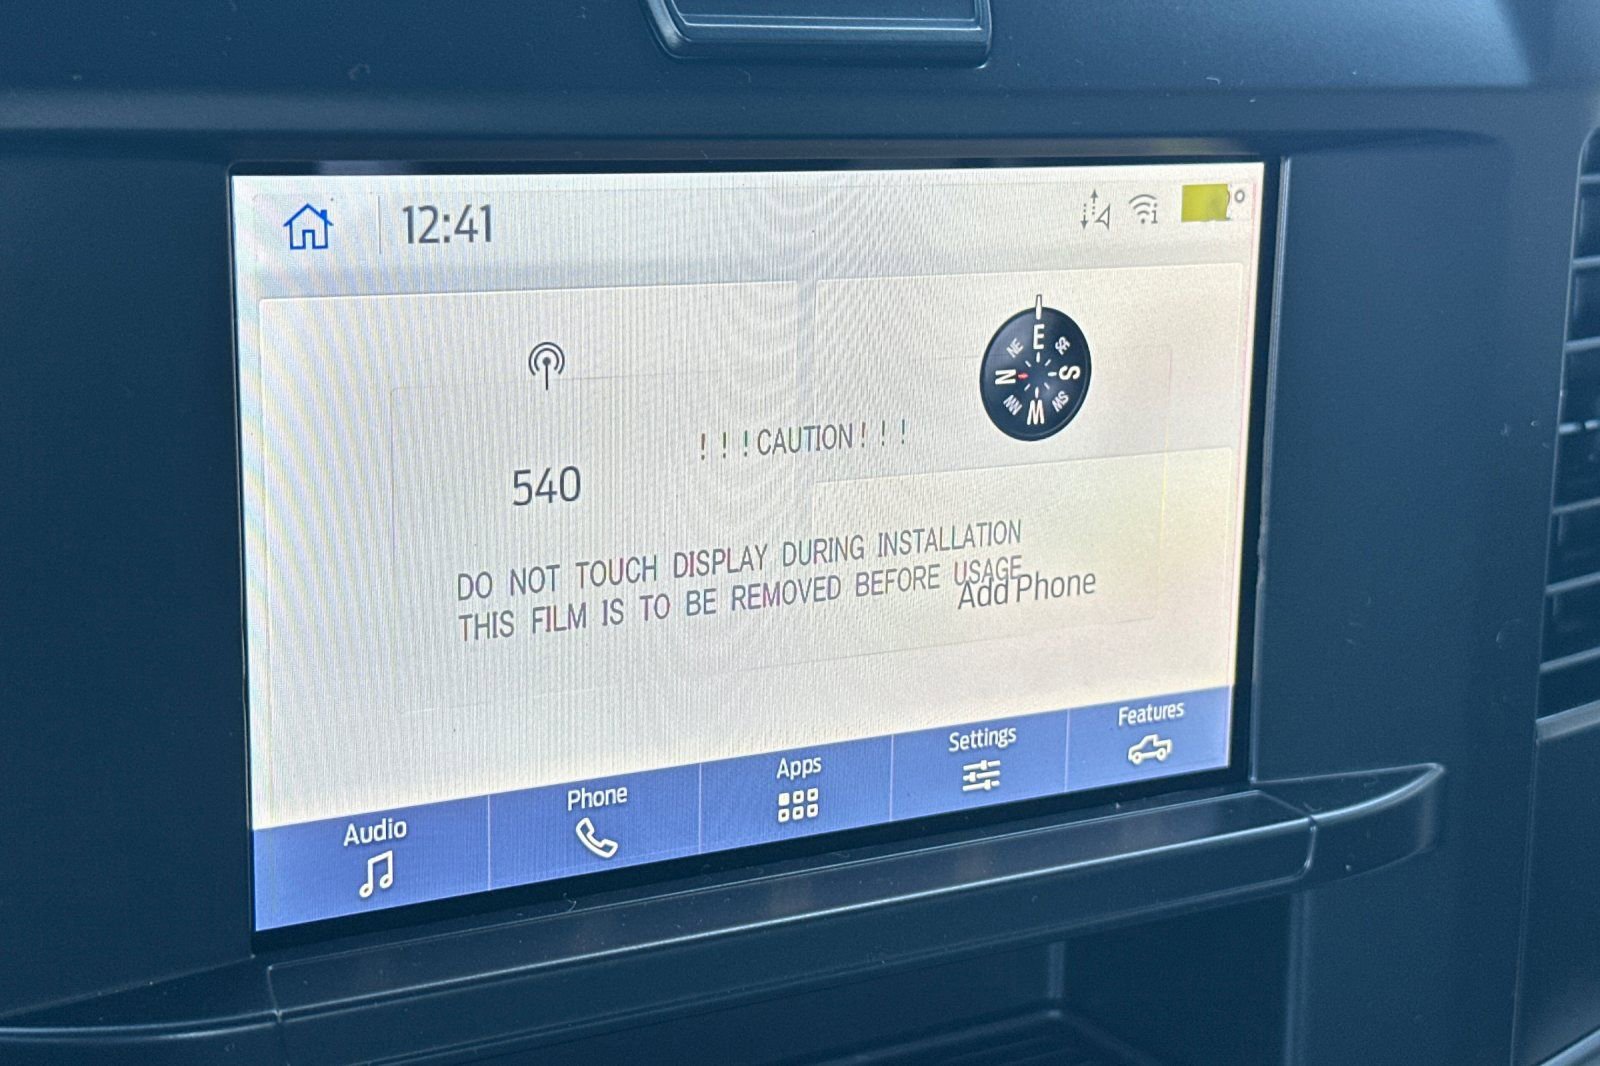 12:41
540
! ! ! CAUTION ! ! !
E
NE
SE
N
S
NW
SW
W
DO NOT TOUCH DISPLAY DURING INSTALLATION
THIS FILM IS TO BE REMOVED BEFORE USAGE
Add Phone
Audio
Phone
Apps
Settings
Features